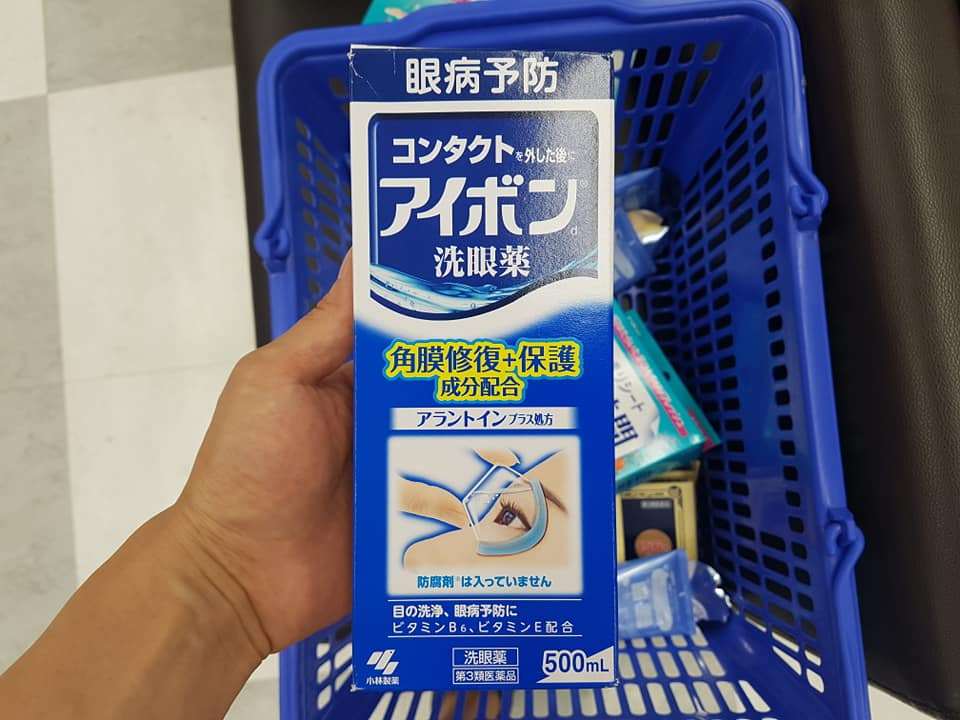 眼病予防
コンタクトを外した後に
アイボン®d
洗眼薬
角膜修復+保護
成分配合
アラントインプラス処方
防腐剤※は入っていません
目の洗浄、眼病予防に
ビタミンB6、ビタミンE配合
小林製薬
洗眼薬
第3類医薬品
500mL
シート